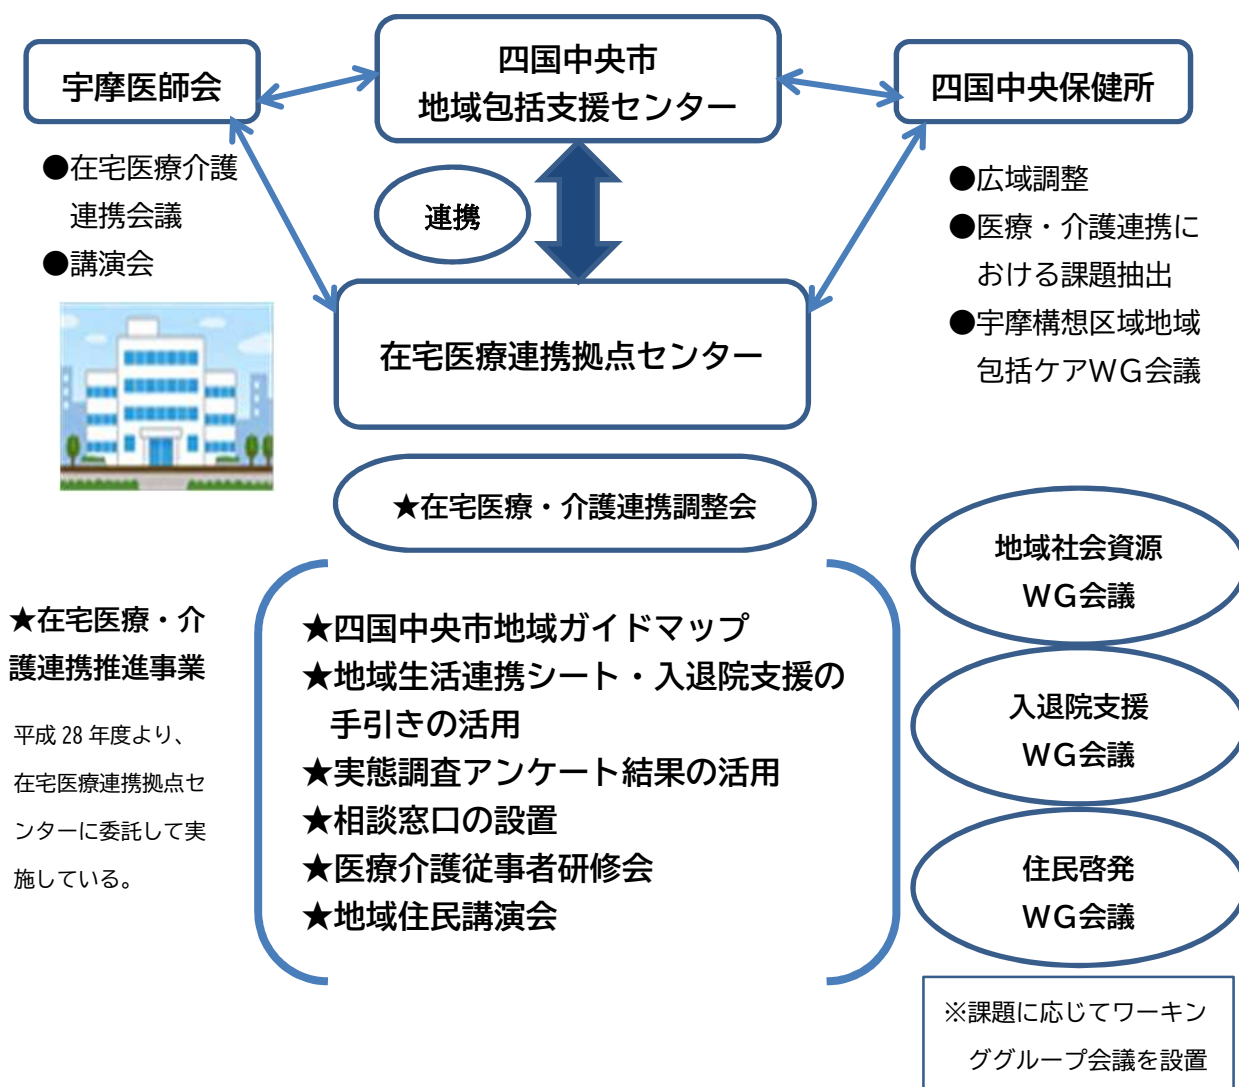 宇摩医師会
四国中央市
地域包括支援センター
四国中央保健所
●在宅医療介護
連携会議
●講演会
連携
●広域調整
●医療・介護連携に
おける課題抽出
●宇摩構想区域地域
包括ケアWG会議
在宅医療連携拠点センター
★在宅医療・介護連携調整会
★在宅医療・介
護連携推進事業
平成28年度より、
在宅医療連携拠点セ
ンターに委託して実
施している。
★四国中央市地域ガイドマップ
★地域生活連携シート・入退院支援の
手引きの活用
★実態調査アンケート結果の活用
★相談窓口の設置
★医療介護従事者研修会
★地域住民講演会
地域社会資源
WG会議
入退院支援
WG会議
住民啓発
WG会議
※課題に応じてワーキン
ググループ会議を設置